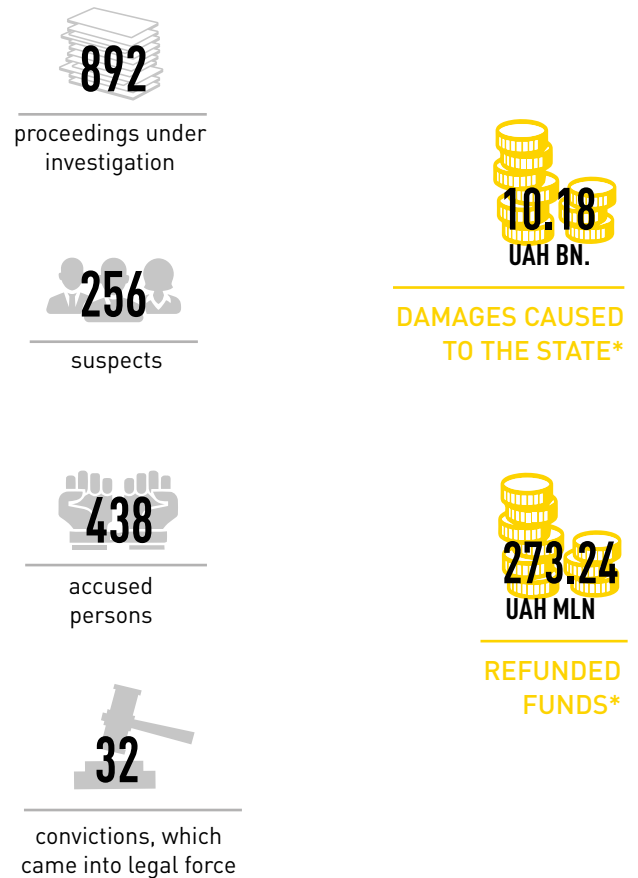 892
proceedings under
investigation
256
suspects
438
accused
persons
32
convictions, which
came into legal force
10.18
UAH BN.
DAMAGES CAUSED
TO THE STATE*
273.24
UAH MLN
REFUNDED
FUNDS*